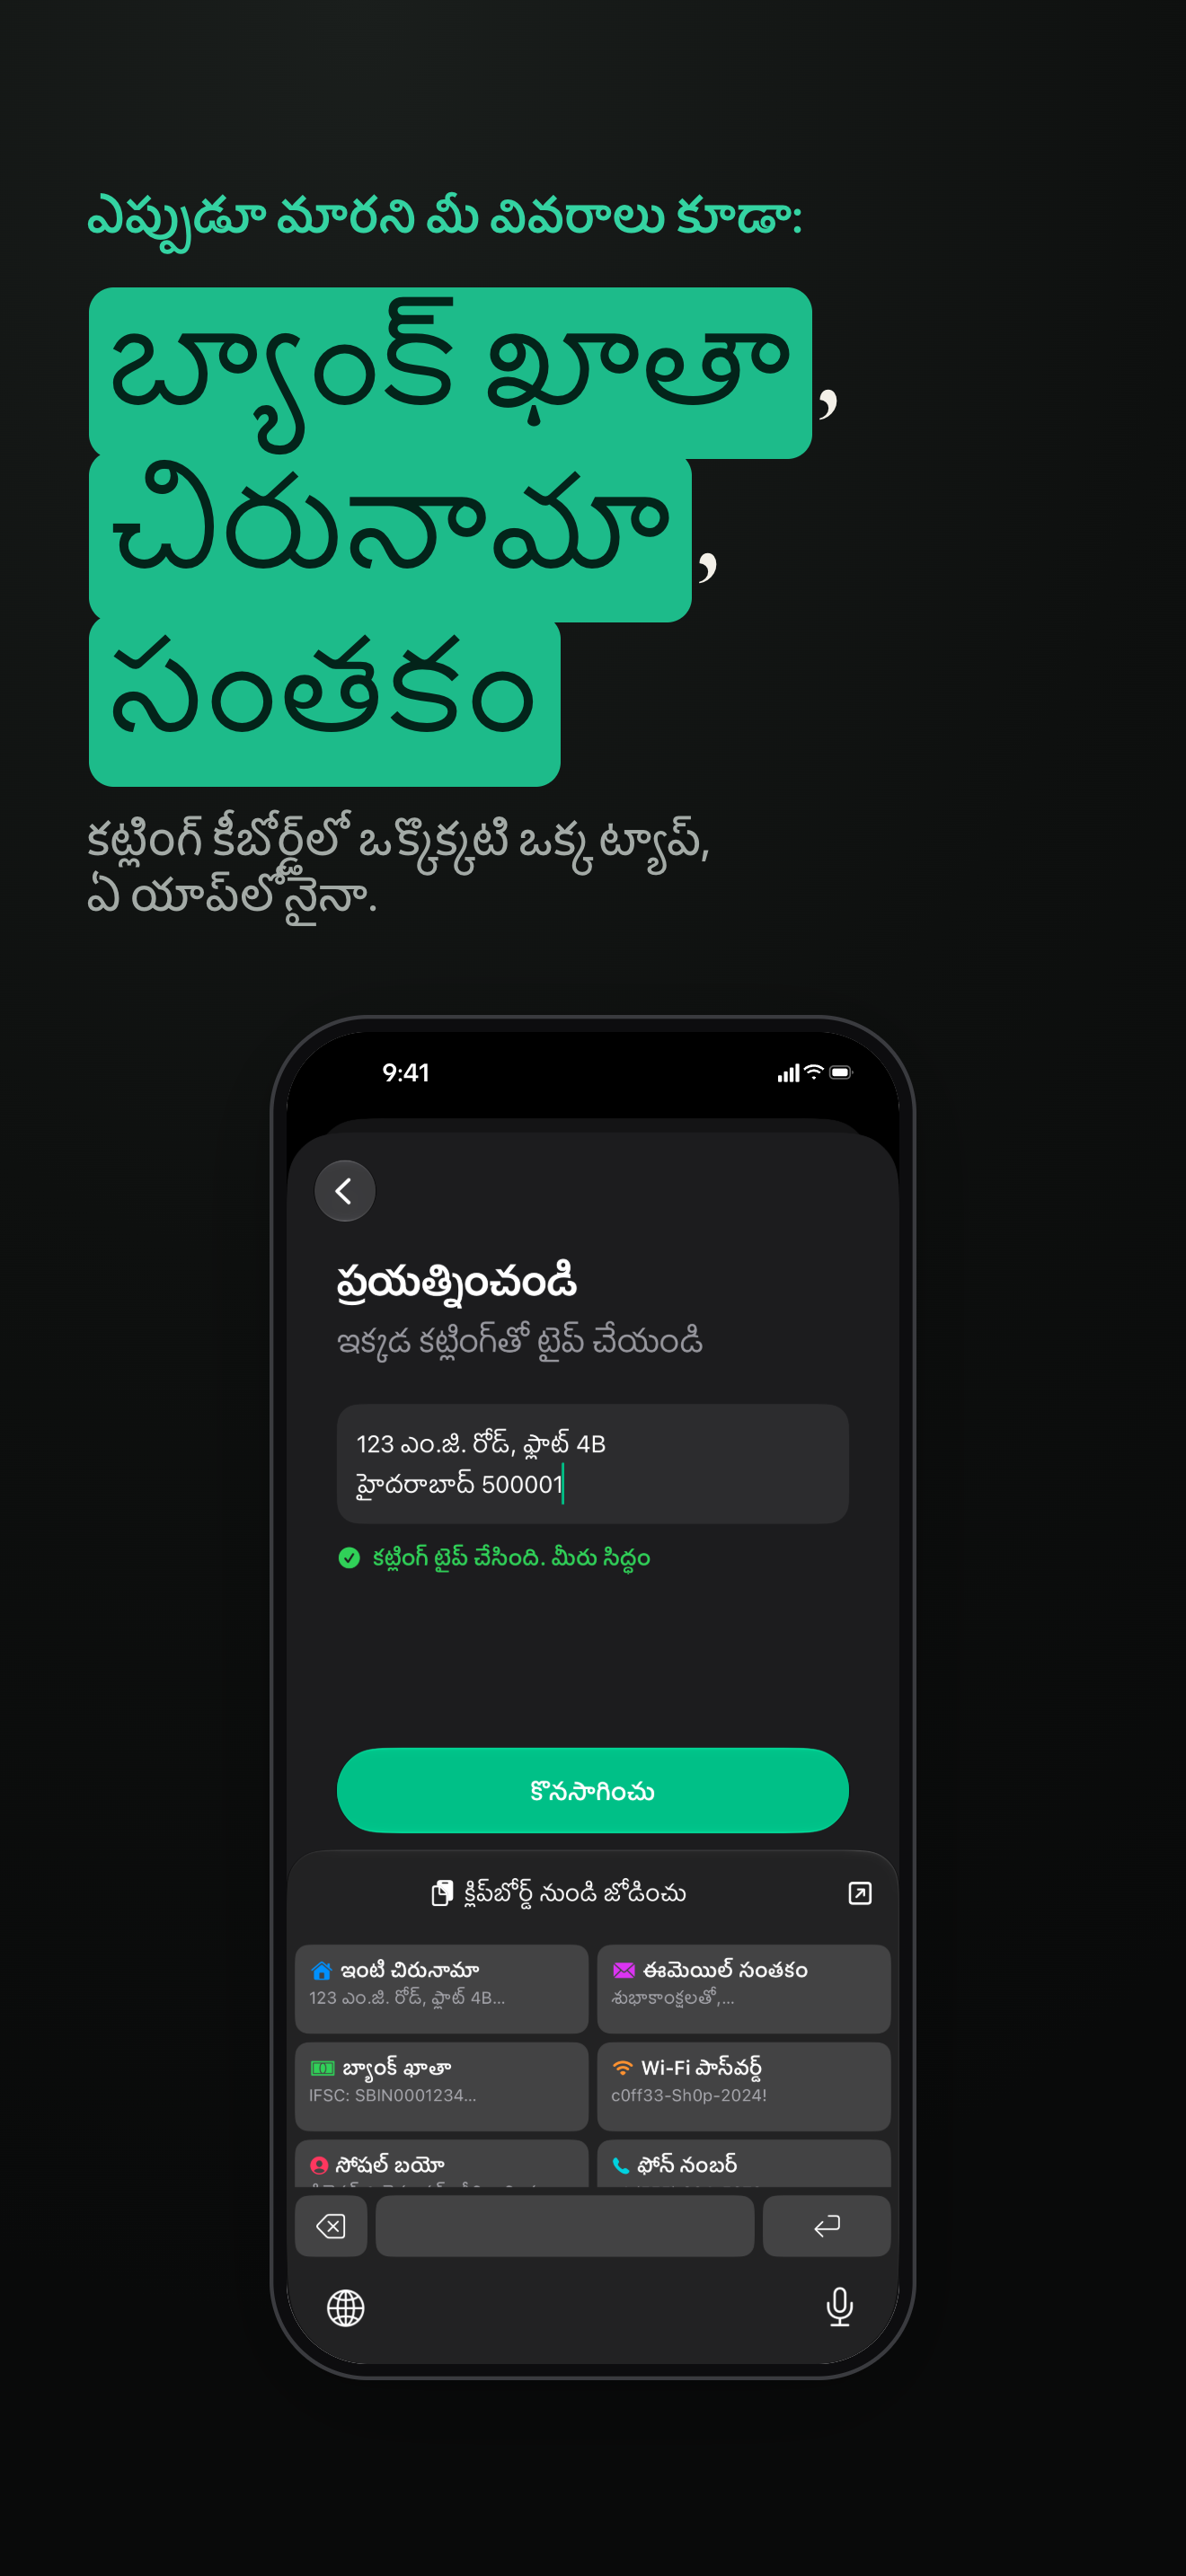 ఎప్పుడూ మారని మీ వివరాలు కూడా:
బ్యాంక్ ఖాతా,
చిరునామా,
సంతకం
కట్లింగ్ కీబోర్డ్‌లో ఒక్కొక్కటి ఒక్క ట్యాప్,
ఏ యాప్‌లోనైనా.
9:41
ప్రయత్నించండి
ఇక్కడ కట్లింగ్‌తో టైప్ చేయండి
123 ఎం.జి. రోడ్, ఫ్లాట్ 4B
హైదరాబాద్ 500001
కట్లింగ్ టైప్ చేసింది. మీరు సిద్ధం
కొనసాగించు
క్లిప్‌బోర్డ్ నుండి జోడించు
ఇంటి చిరునామా
123 ఎం.జి. రోడ్, ఫ్లాట్ 4B...
ఈమెయిల్ సంతకం
శుభాకాంక్షలతో,...
బ్యాంక్ ఖాతా
IFSC: SBIN0001234...
Wi-Fi పాస్‌వర్డ్
c0ff33-Sh0p-2024!
సోషల్ బయో
ఫోన్ నంబర్